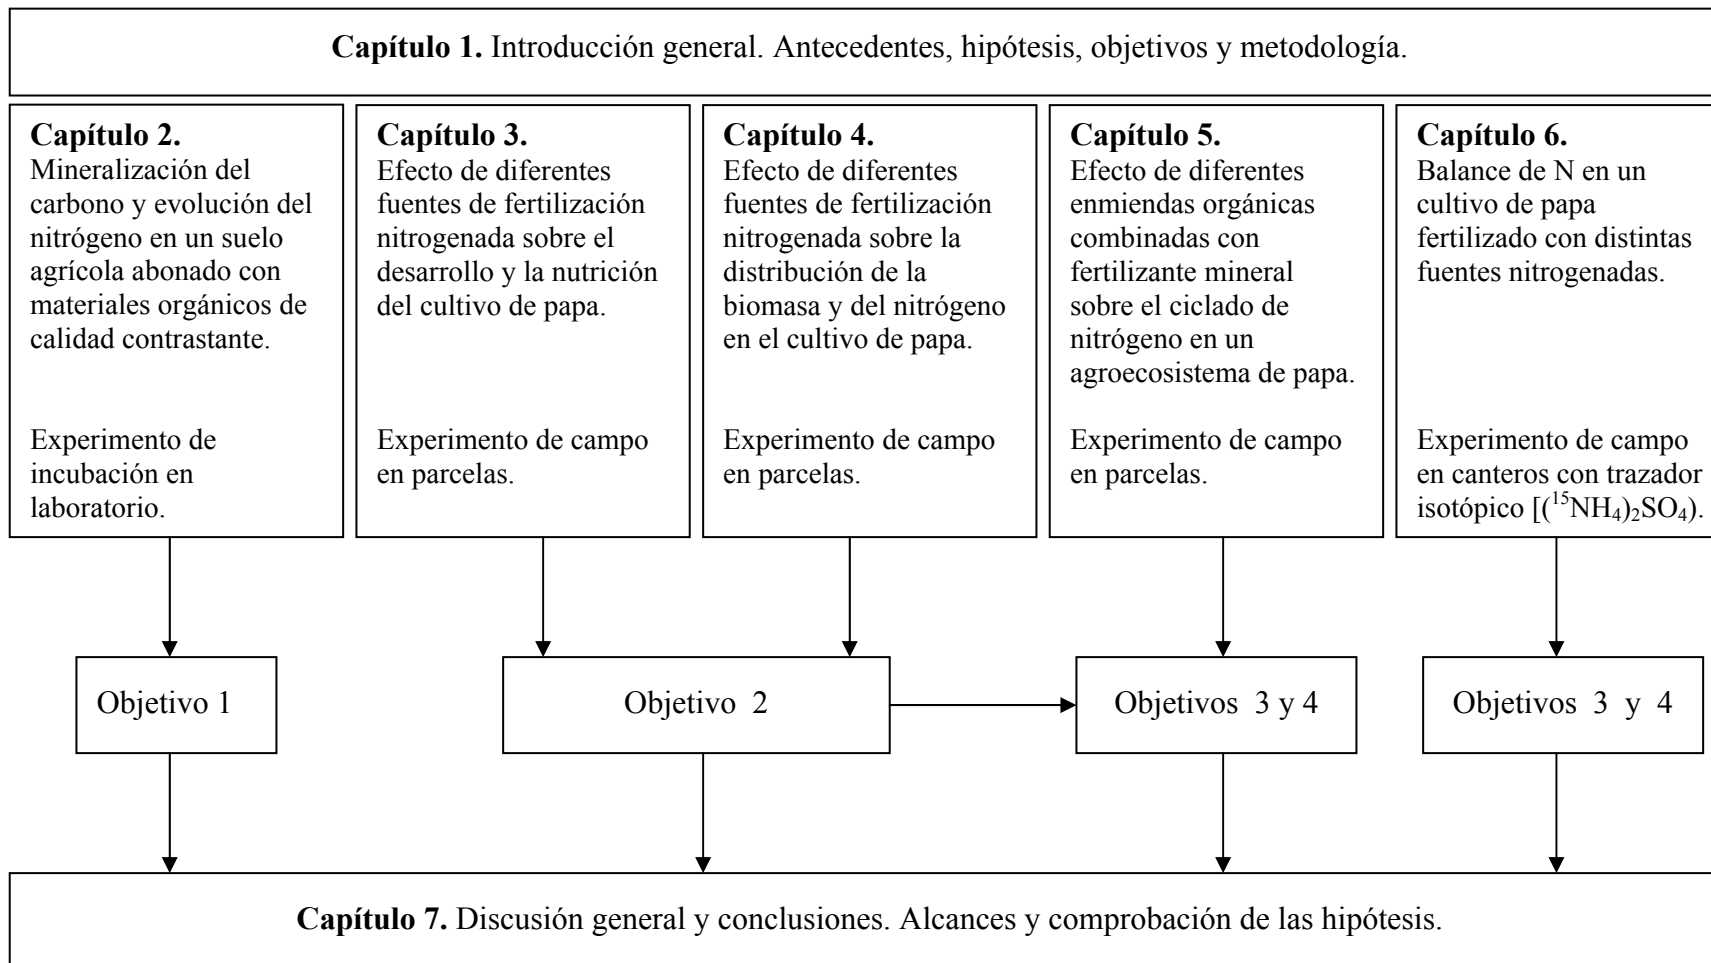 Capítulo 1. Introducción general. Antecedentes, hipótesis, objetivos y metodología.
Capítulo 2.
Mineralización del
carbono y evolución del
nitrógeno en un suelo
agrícola abonado con
materiales orgánicos de
calidad contrastante.
Experimento de
incubación en
laboratorio.
Capítulo 3.
Efecto de diferentes
fuentes de fertilización
nitrogenada sobre el
desarrollo y la nutrición
del cultivo de papa.
Experimento de campo
en parcelas.
Capítulo 4.
Efecto de diferentes
fuentes de fertilización
nitrogenada sobre la
distribución de la
biomasa y del nitrógeno
en el cultivo de papa.
Experimento de campo
en parcelas.
Capítulo 5.
Efecto de diferentes
enmiendas orgánicas
combinadas con
fertilizante mineral
sobre el ciclado de
nitrógeno en un
agroecosistema de papa.
Experimento de campo
en parcelas.
Capítulo 6.
Balance de N en un
cultivo de papa
fertilizado con distintas
fuentes nitrogenadas.
Experimento de campo
en canteros con trazador
isotópico [(¹⁵NH₄)₂SO₄).
Objetivo 1
Objetivo 2
Objetivos 3 y 4
Objetivos 3 y 4
Capítulo 7. Discusión general y conclusiones. Alcances y comprobación de las hipótesis.